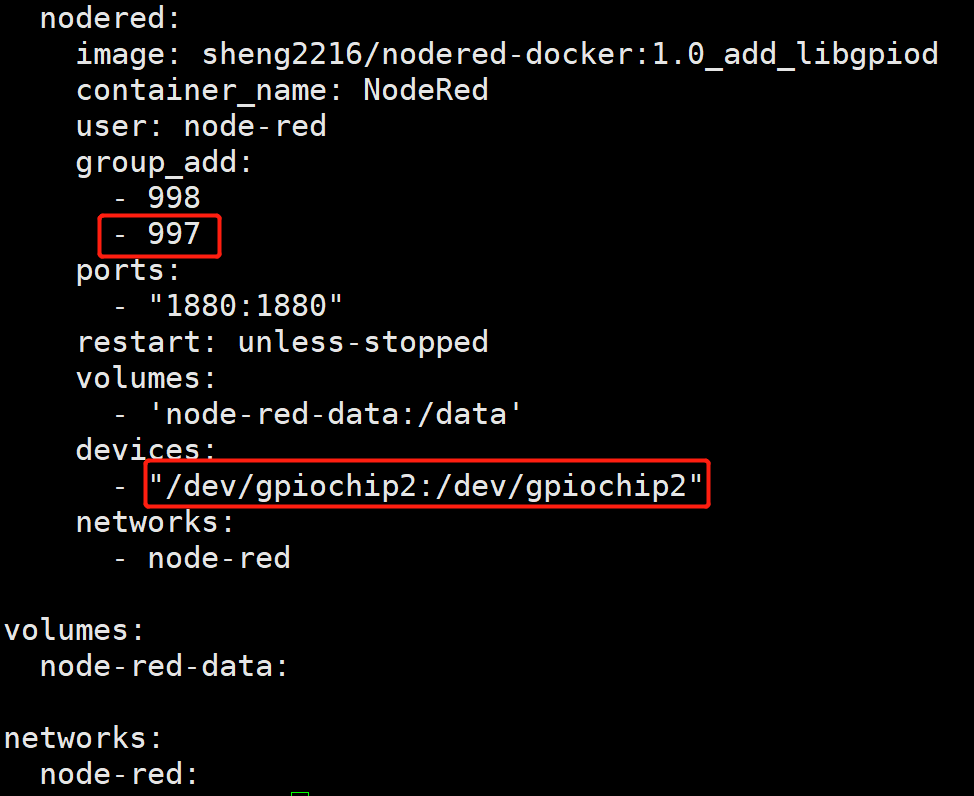 nodered:
image: sheng2216/nodered-docker:1.0_add_libgpiod
container_name: NodeRed
user: node-red
group_add:
- 998
- 997
ports:
- "1880:1880"
restart: unless-stopped
volumes:
- 'node-red-data:/data'
devices:
- "/dev/gpiochip2:/dev/gpiochip2"
networks:
- node-red
volumes:
node-red-data:
networks:
node-red: